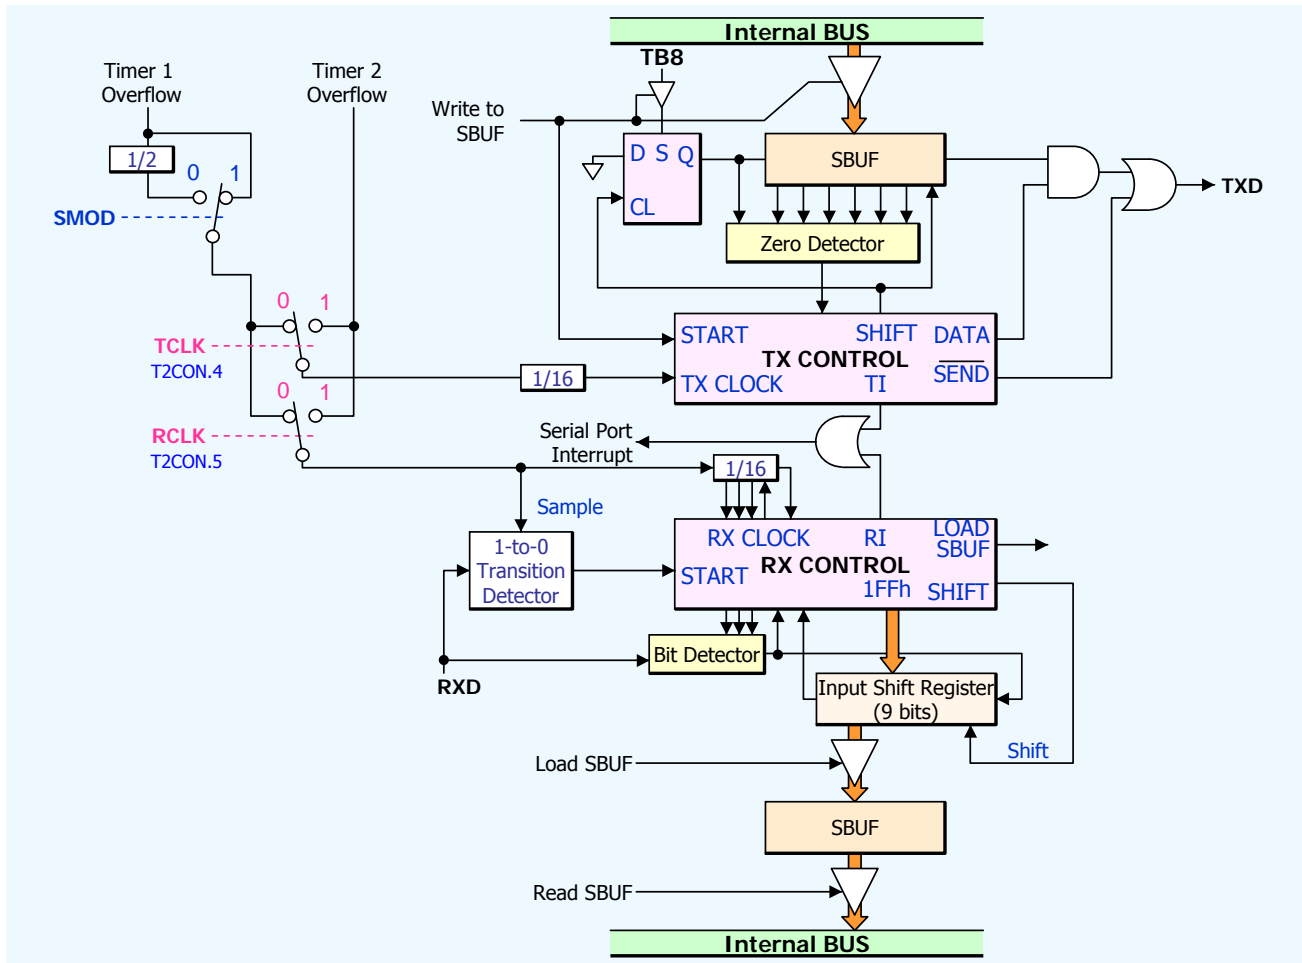 Internal BUS
TB8
Timer 1
Overflow
Timer 2
Overflow
Write to
SBUF
1/2
0 1
SMOD
D S Q
CL
SBUF
TXD
Zero Detector
0 1
TCLK
T2CON.4
START
SHIFT
DATA
TX CONTROL
TX CLOCK
TI
SEND
1/16
0 1
RCLK
T2CON.5
Serial Port
Interrupt
1/16
Sample
1-to-0
Transition
Detector
RX CLOCK
RI
LOAD
SBUF
RX CONTROL
START
1FFh
SHIFT
Bit Detector
RXD
Input Shift Register
(9 bits)
Shift
Load SBUF
SBUF
Read SBUF
Internal BUS